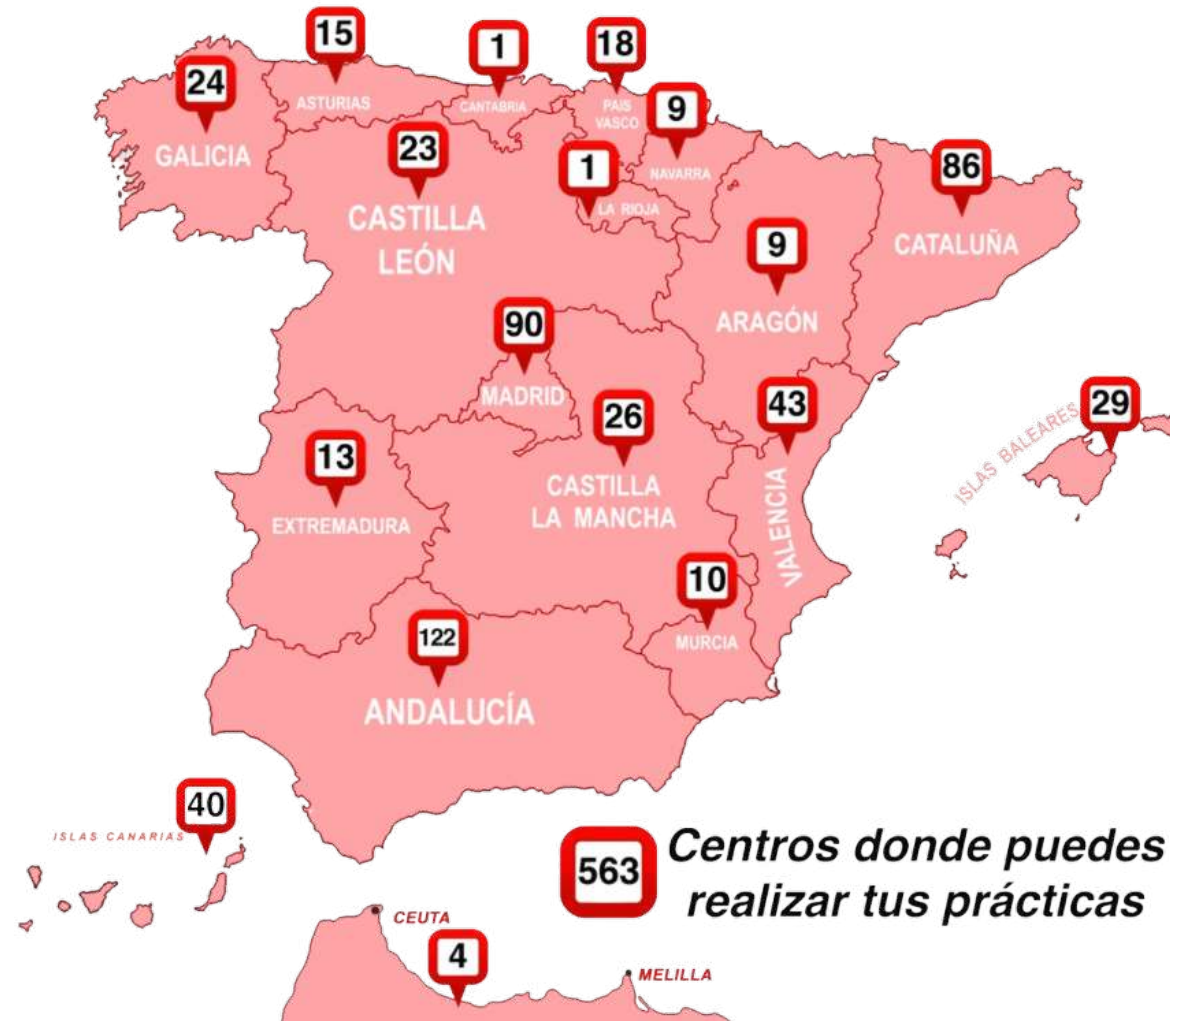 15
1
18
24
9
ASTURIAS
CANTABRIA
PAIS
VASCO
23
GALICIA
1
86
NAVARRA
CASTILLA
LEÓN
LA RIOJA
9
CATALUÑA
ARAGÓN
90
MADRID
26
43
29
ISLAS BALEARES
13
CASTILLA
LA MANCHA
EXTREMADURA
VALENCIA
10
MURCIA
122
ANDALUCÍA
40
ISLAS CANARIAS
563
Centros donde puedes
realizar tus prácticas
CEUTA
4
MELILLA